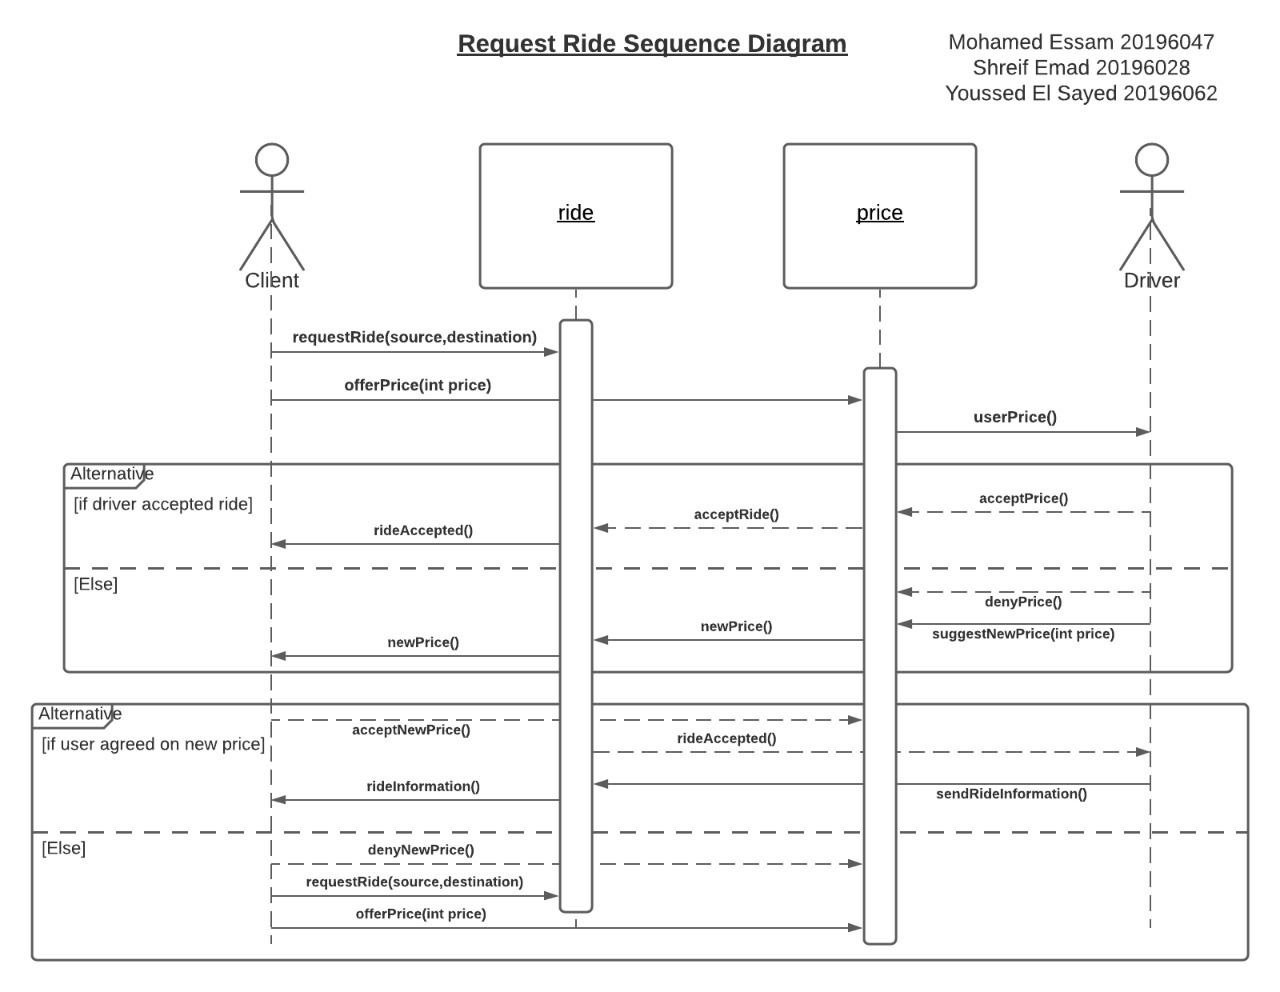 Request Ride Sequence Diagram
Mohamed Essam 20196047
Shreif Emad 20196028
Youssed El Sayed 20196062
Client
ride
price
Driver
requestRide(source,destination)
offerPrice(int price)
userPrice()
Alternative
[if driver accepted ride]
acceptPrice()
acceptRide()
rideAccepted()
[Else]
denyPrice()
suggestNewPrice(int price)
newPrice()
newPrice()
Alternative
[if user agreed on new price]
acceptNewPrice()
rideAccepted()
rideInformation()
sendRideInformation()
[Else]
denyNewPrice()
requestRide(source,destination)
offerPrice(int price)